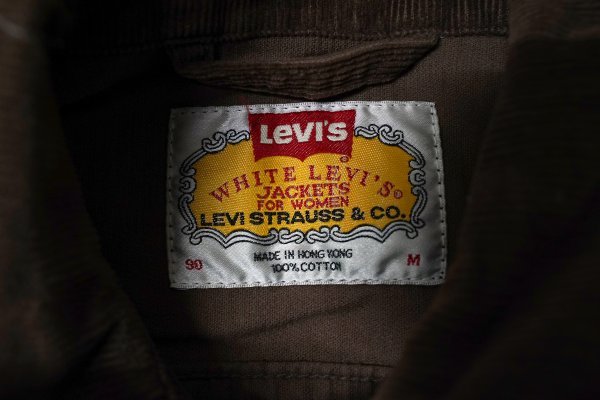 LEVI'S
®
WHITE LEVI'S®
JACKETS
FOR WOMEN
LEVI STRAUSS & CO.
MADE IN HONG KONG
90 100% COTTON M